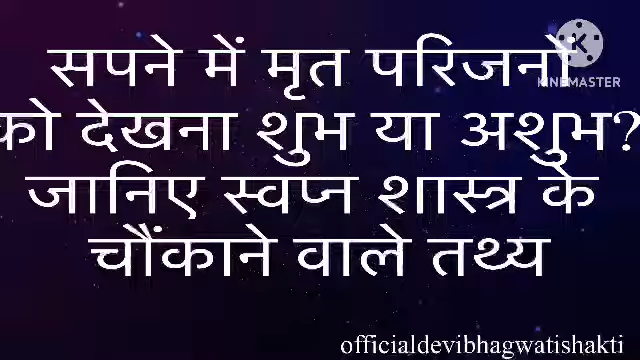 सपने में मृत परिजनों
को देखना शुभ या अशुभ?
जानिए स्वप्न शास्त्र के
चौंकाने वाले तथ्य
K
KINEMASTER
officialdevibhagwatishakti